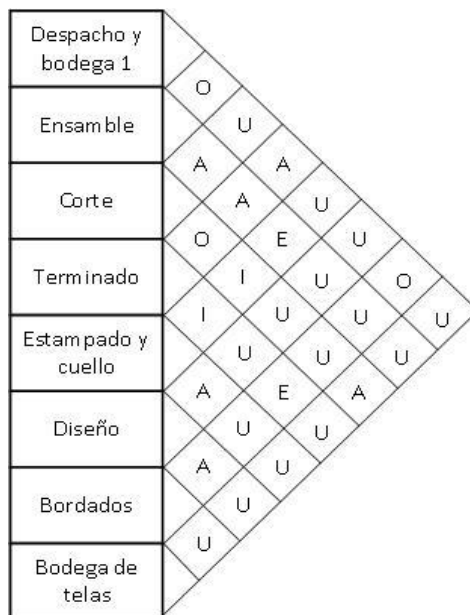 Despacho y
bodega 1
O
Ensamble U
A A
Corte A U
O E U
Terminado I U O
I U U U
Estampado y
cuello U U U
A E A
Diseño U U
A U
Bordados U
U
Bodega de
telas